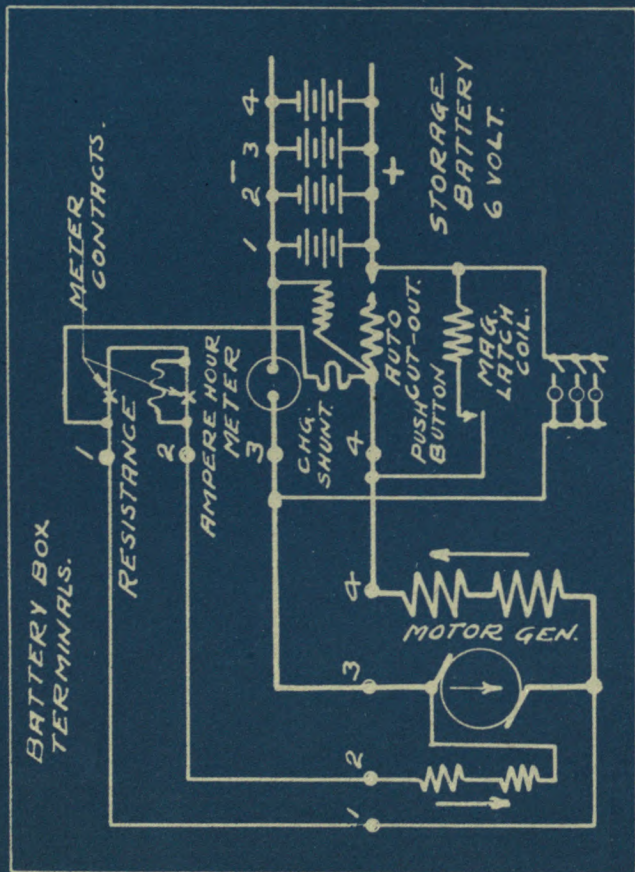 BATTERY BOX
TERMINALS.
METER
CONTACTS.
RESISTANCE
AMPERE HOUR
METER
CHG.
SHUNT.
AUTO
CUT-OUT.
PUSH
BUTTON
MAG.
LATCH
COIL.
STORAGE
BATTERY
6 VOLT.
MOTOR GEN.
1
2
3
4
1
2
3
4
1 2 3 4
− +